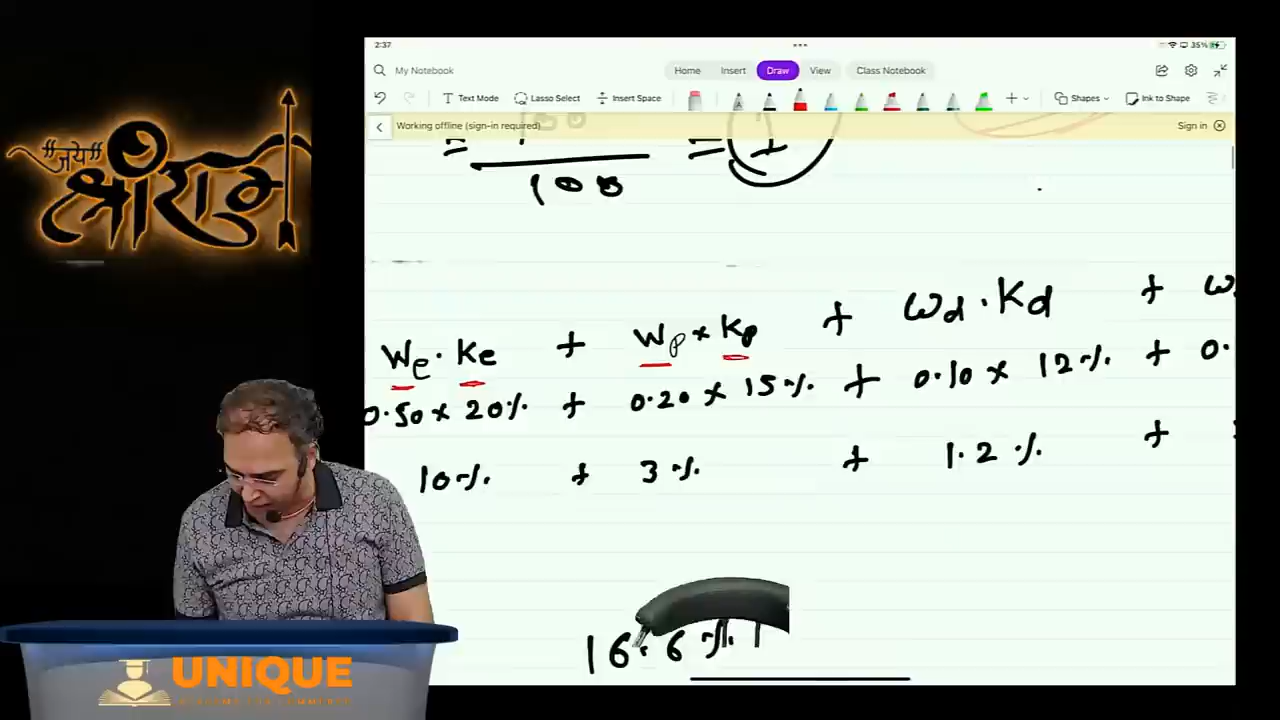 2:37
35%
My Notebook
Home Insert Draw View Class Notebook
Text Mode Lasso Select Insert Space Shapes Ink to Shape
Working offline (sign-in required) Sign in
= = 1
100
"जय"
श्री राम
We · Ke + Wp × Kp + Wd · Kd + W
0.50 × 20% + 0.20 × 15% + 0.10 × 12% + 0.
10% + 3% + 1.2% +
16.6%
UNIQUE